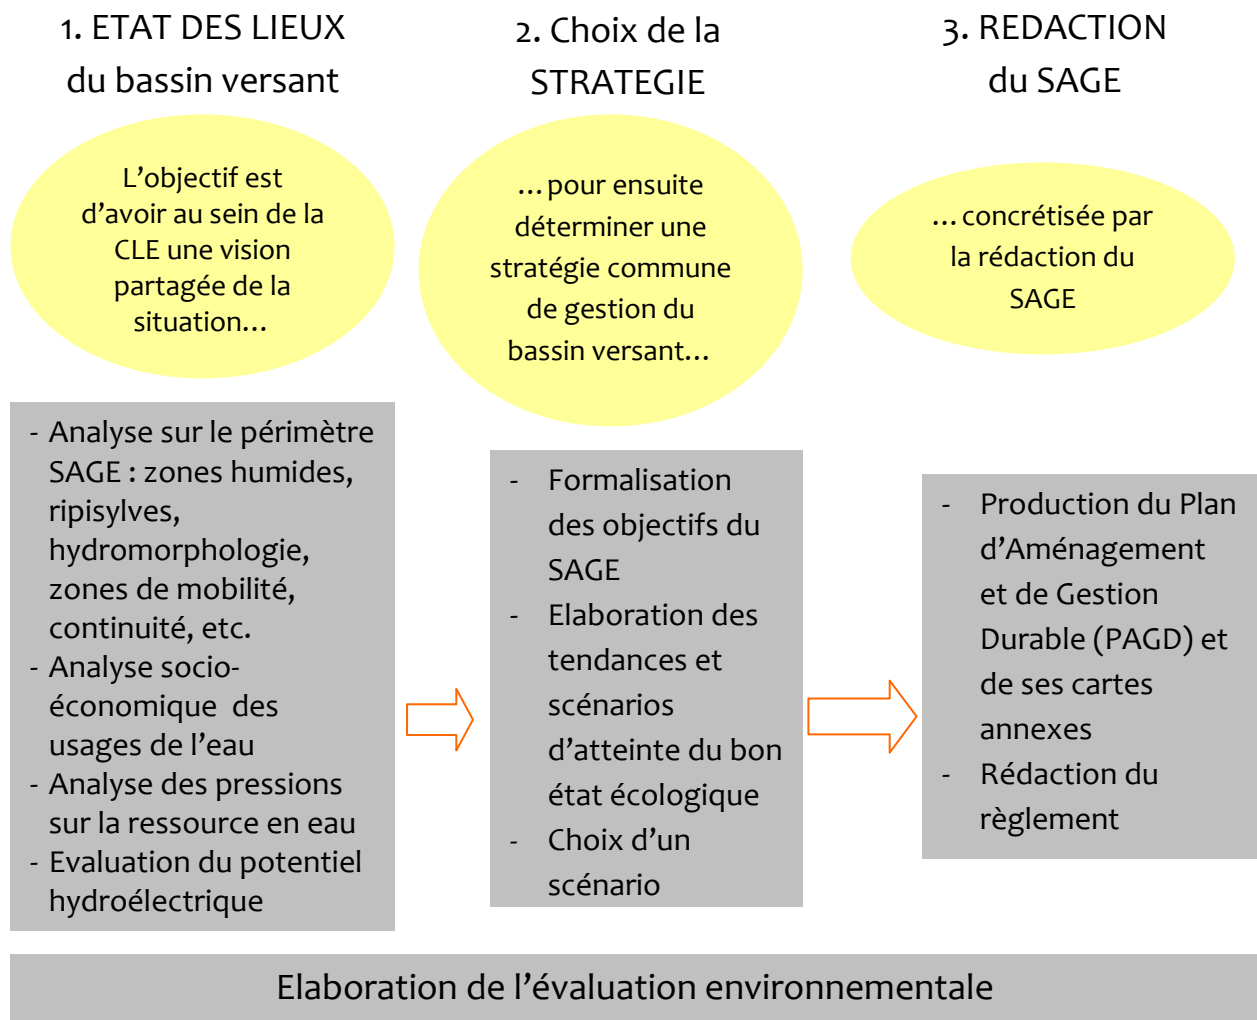 1. ETAT DES LIEUX
du bassin versant
L’objectif est
d’avoir au sein de la
CLE une vision
partagée de la
situation…
- Analyse sur le périmètre
SAGE : zones humides,
ripisylves,
hydromorphologie,
zones de mobilité,
continuité, etc.
- Analyse socio-
économique des
usages de l’eau
- Analyse des pressions
sur la ressource en eau
- Evaluation du potentiel
hydroélectrique
2. Choix de la
STRATEGIE
…pour ensuite
déterminer une
stratégie commune
de gestion du
bassin versant…
- Formalisation
des objectifs du
SAGE
- Elaboration des
tendances et
scénarios
d’atteinte du bon
état écologique
- Choix d’un
scénario
3. REDACTION
du SAGE
…concrétisée par
la rédaction du
SAGE
- Production du Plan
d’Aménagement
et de Gestion
Durable (PAGD) et
de ses cartes
annexes
- Rédaction du
règlement
Elaboration de l’évaluation environnementale